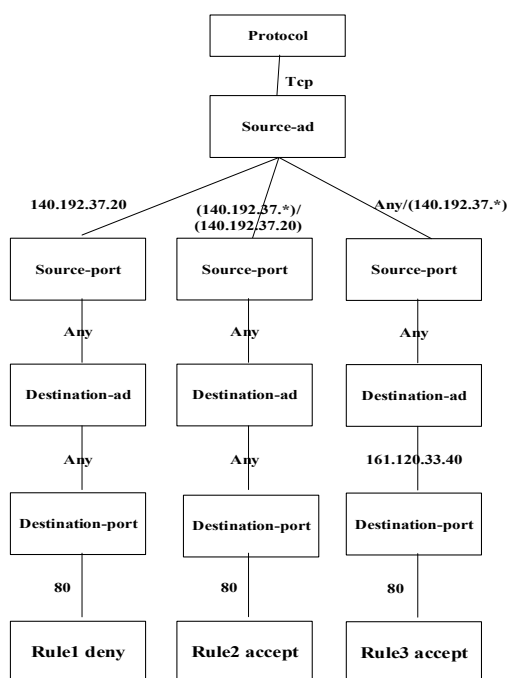 Protocol
Tcp
Source-ad
140.192.37.20
(140.192.37.*)/
(140.192.37.20)
Any/(140.192.37.*)
Source-port
Source-port
Source-port
Any
Any
Any
Destination-ad
Destination-ad
Destination-ad
Any
Any
161.120.33.40
Destination-port
Destination-port
Destination-port
80
80
80
Rule1 deny
Rule2 accept
Rule3 accept